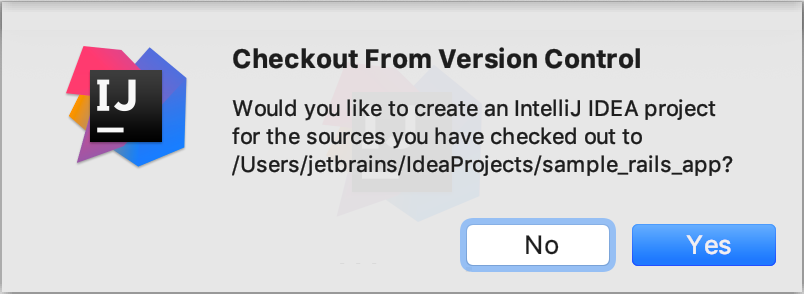 IJ
Checkout From Version Control
Would you like to create an IntelliJ IDEA project
for the sources you have checked out to
/Users/jetbrains/IdeaProjects/sample_rails_app?
No
Yes